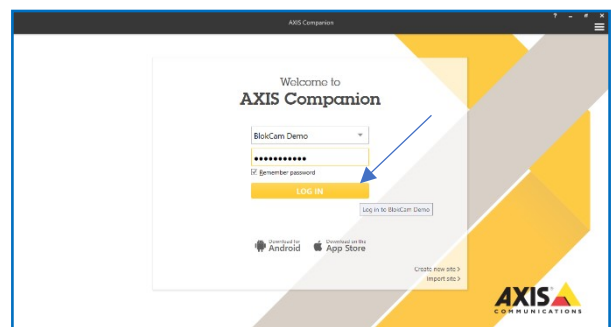 AXIS Companion
?
Welcome to
AXIS Companion
BlokCam Demo
Remember password
LOG IN
Log in to BlokCam Demo
Download for
Android
Download on the
App Store
Create new site >
Import site >
AXIS
COMMUNICATIONS